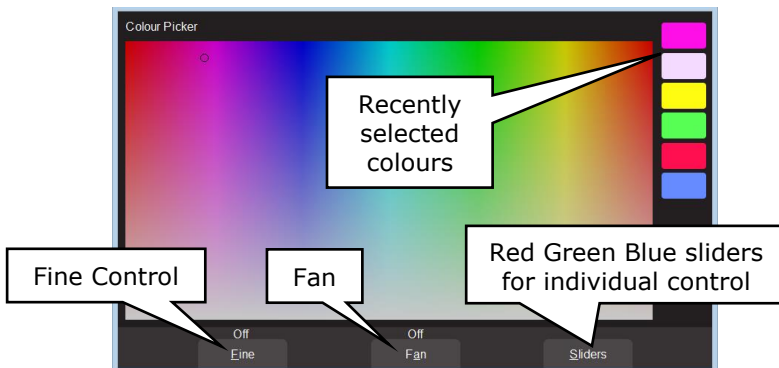 Colour Picker
Recently
selected
colours
Fine Control
Fan
Red Green Blue sliders
for individual control
Off
Off
Fine
Fan
Sliders